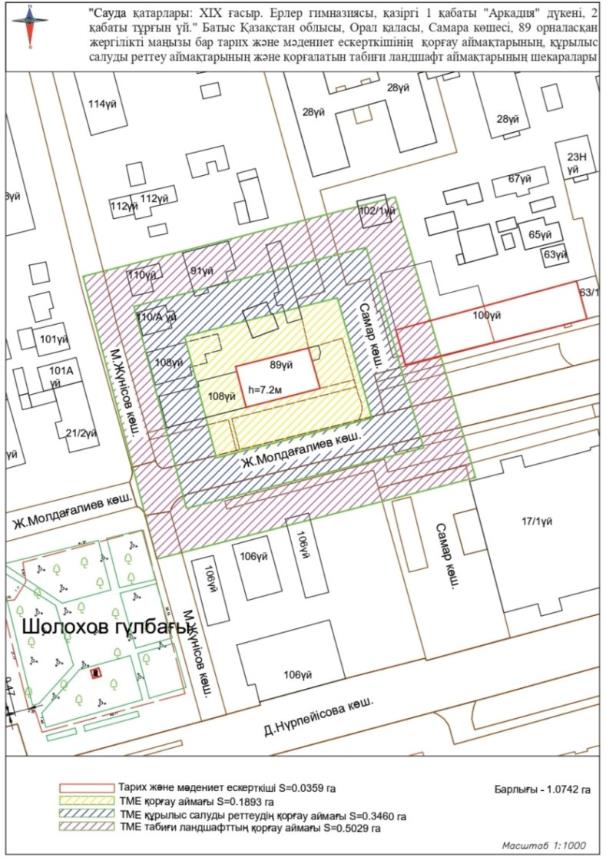 "Сауда қатарлары: XIX ғасыр. Ерлер гимназиясы, қазіргі 1 қабаты "Аркадия" дүкені, 2
қабаты тұрғын үй." Батыс Қазақстан облысы, Орал қаласы, Самара көшесі, 89 орналасқан
жергілікті маңызы бар тарих және мәдениет ескерткішінің қорғау аймақтарының, құрылыс
салуды реттеу аймақтарының және қорғалатын табиғи ландшафт аймақтарының шекаралары
114үй
28үй
28үй
28үй
23Н
үй
67үй
112үй
112үй
102/1үй
65үй
63үй
110үй
91үй
63/1
110/А үй
100үй
Самар көш.
101үй
101А
үй
М.Жүнісов көш.
108үй
89үй
h=7.2м
108үй
21/2үй
Ж.Молдағалиев көш.
Ж.Молдағалиев көш.
17/1үй
Самар көш.
106үй
106үй
106үй
Шолохов гүлбағы
М.Жүнісов көш.
106үй
0.47
Д.Нүрпейісова көш.
Тарих және мәдениет ескерткіші S=0.0359 га
Барлығы - 1.0742 га
ТМЕ қорғау аймағы S=0.1893 га
ТМЕ құрылыс салуды реттеудің қорғау аймағы S=0.3460 га
ТМЕ табиғи ландшафттың қорғау аймағы S=0.5029 га
Масштаб 1:1000